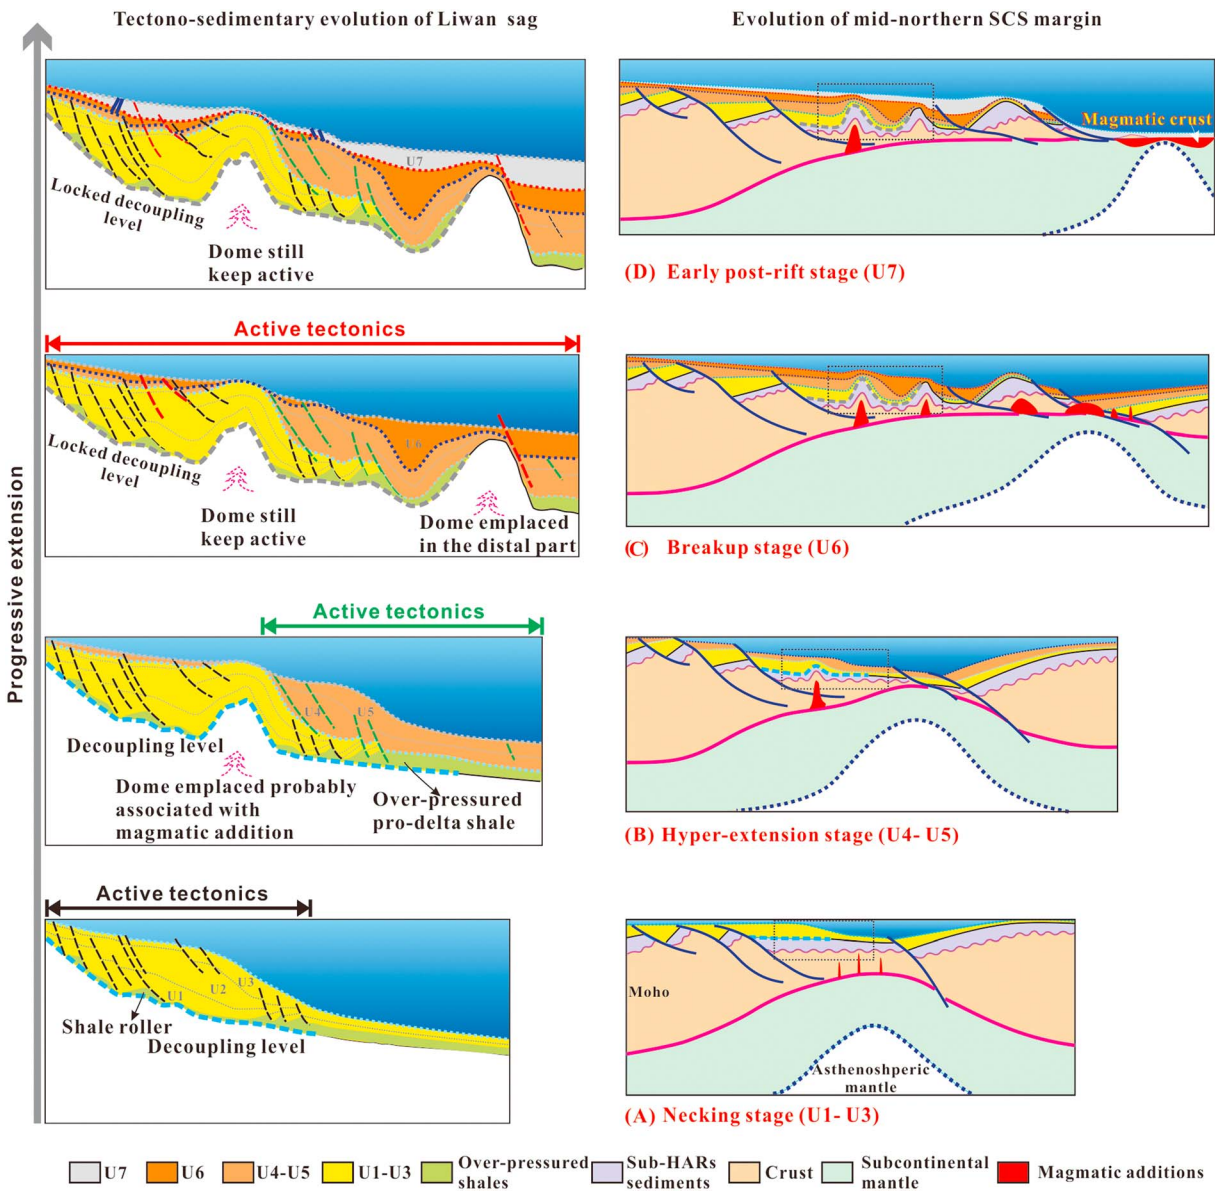 Tectono-sedimentary evolution of Liwan sag
Evolution of mid-northern SCS margin
Progressive extension
U7
Locked decoupling
level
Dome still
keep active
Magmatic crust
(D) Early post-rift stage (U7)
Active tectonics
U6
Locked decoupling
level
Dome still
keep active
Dome emplaced
in the distal part
(C) Breakup stage (U6)
Active tectonics
U4
U5
Decoupling level
Dome emplaced probably
associated with
magmatic addition
Over-pressured
pro-delta shale
(B) Hyper-extension stage (U4- U5)
Active tectonics
U1
U2
U3
Shale roller
Decoupling level
Moho
Asthenoshperic
mantle
(A) Necking stage (U1- U3)
U7
U6
U4-U5
U1-U3
Over-pressured
shales
Sub-HARs
sediments
Crust
Subcontinental
mantle
Magmatic additions